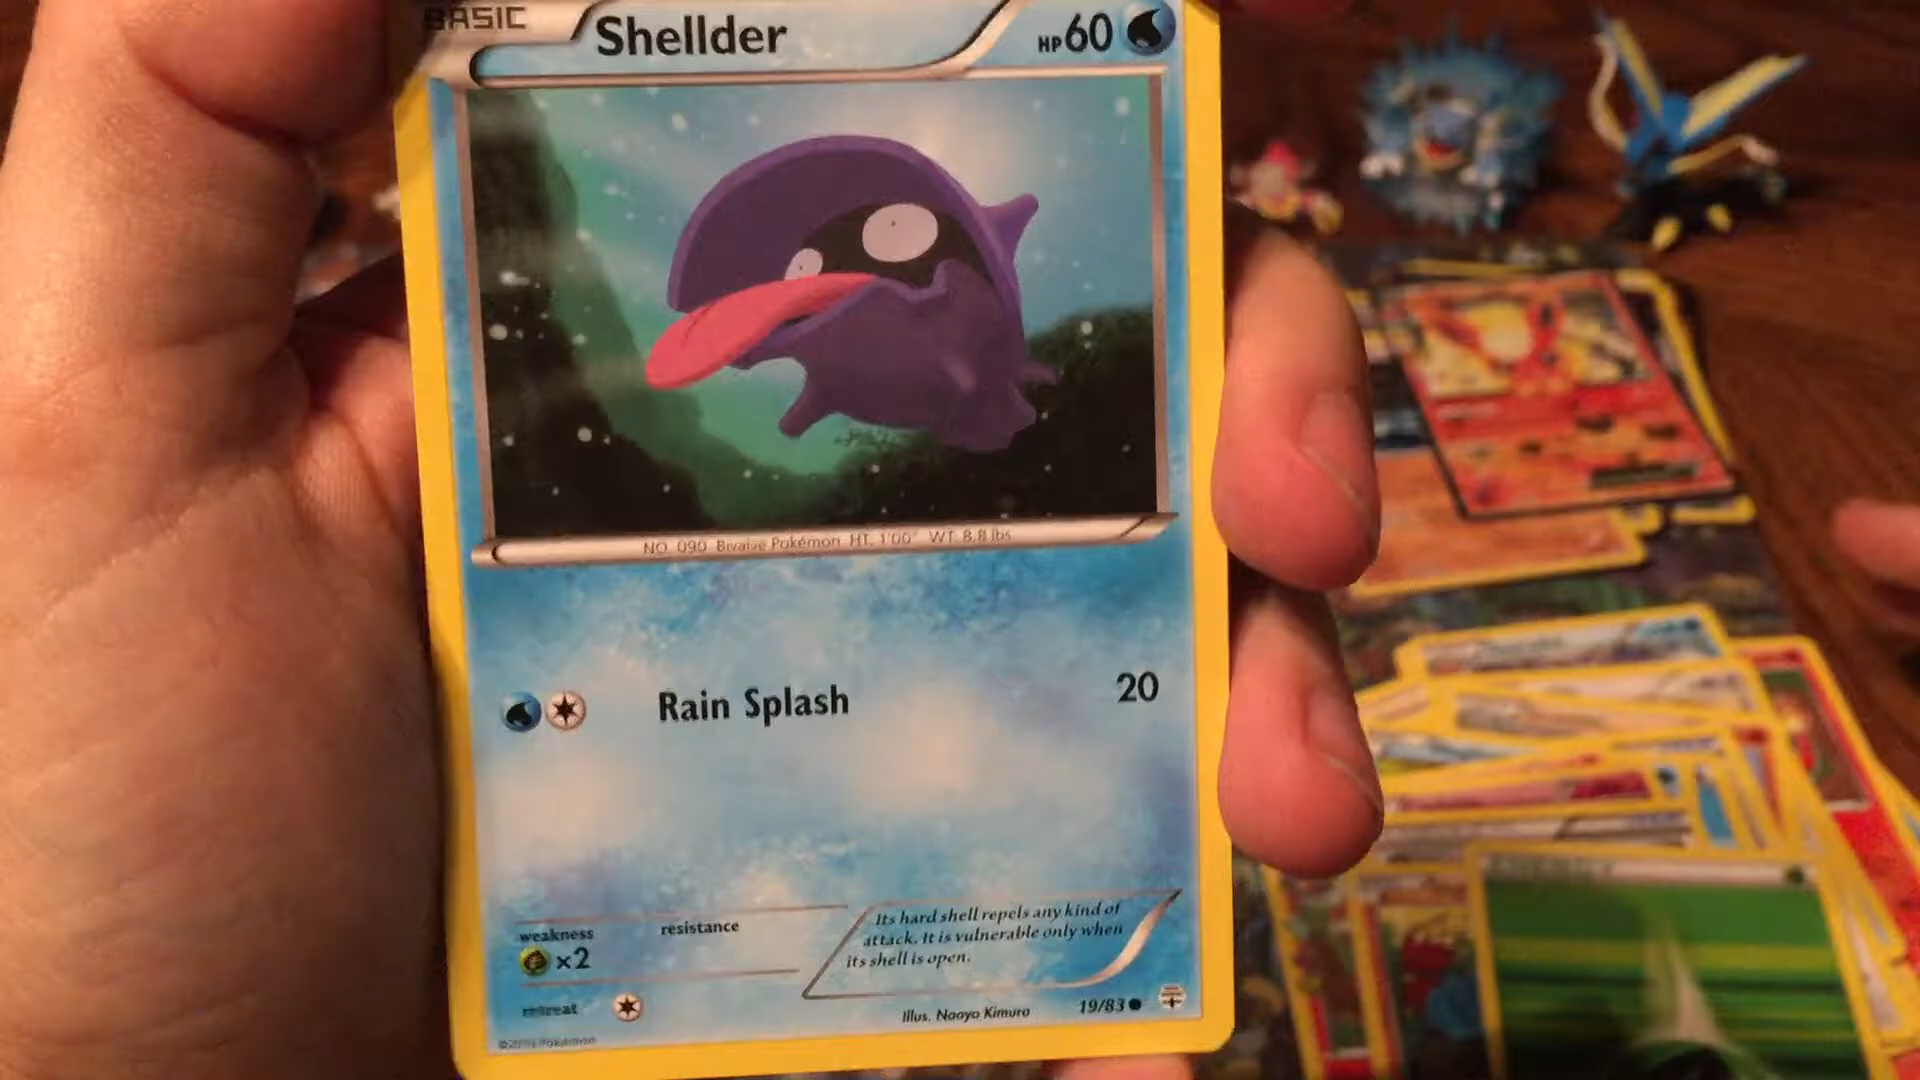 BASIC
Shellder
HP60
NO. 090 Bivalve Pokémon HT. 1'00" WT. 8.8 lbs
Rain Splash
20
weakness
×2
resistance
Its hard shell repels any kind of
attack. It is vulnerable only when
its shell is open.
retreat
Illus. Naoyo Kimura
19/83